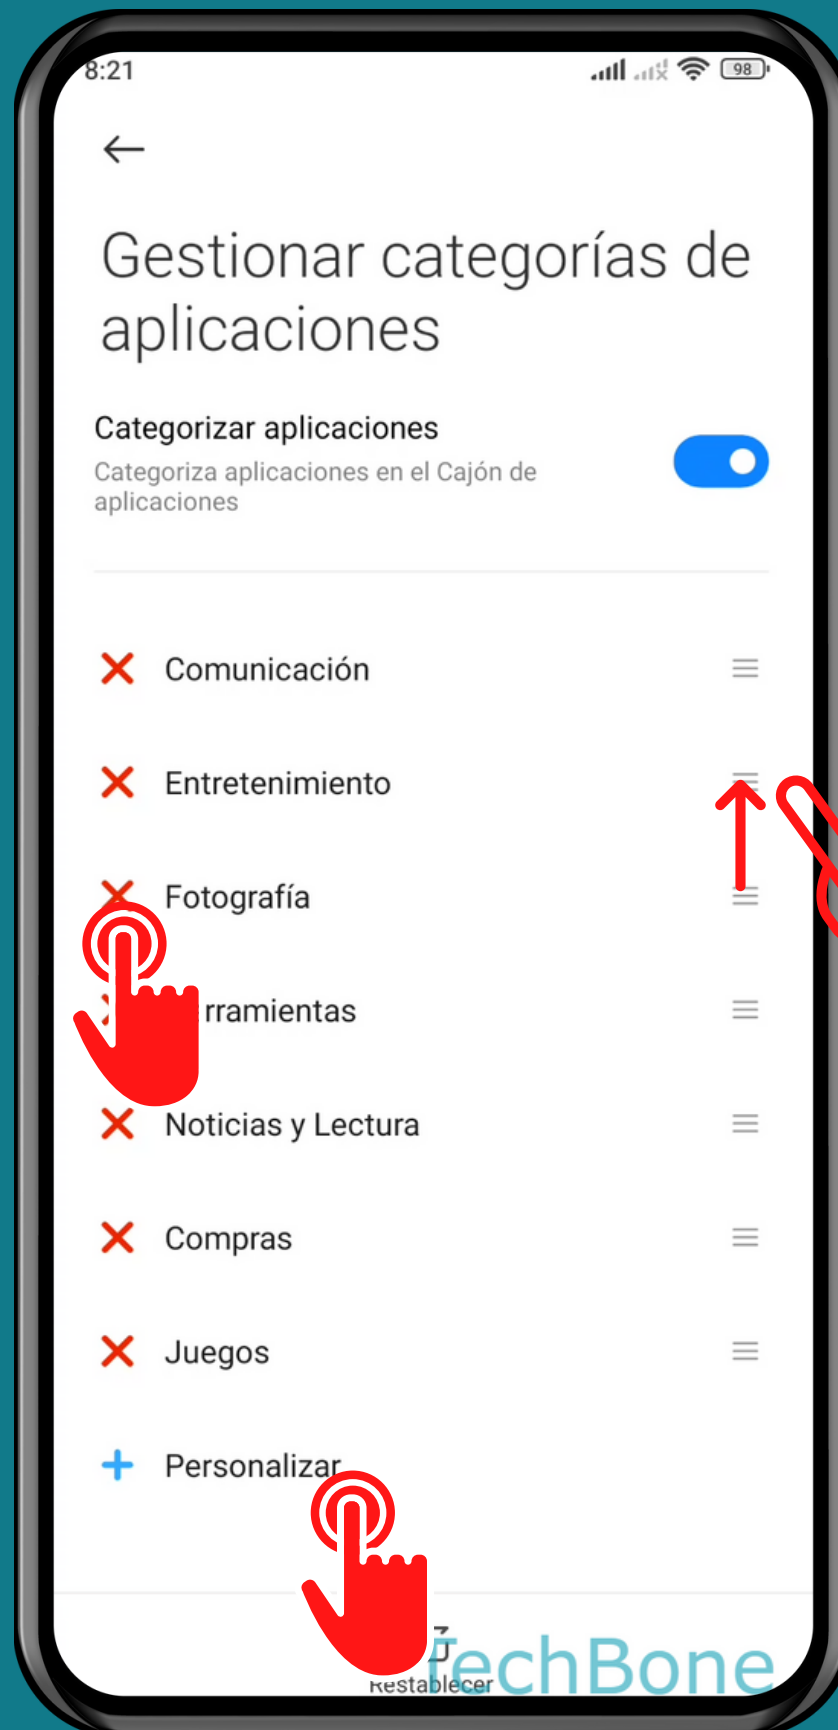 8:21
98
Gestionar categorías de
aplicaciones
Categorizar aplicaciones
Categoriza aplicaciones en el Cajón de
aplicaciones
Comunicación
Entretenimiento
Fotografía
rramientas
Noticias y Lectura
Compras
Juegos
Personalizar
TechBone
Restablecer